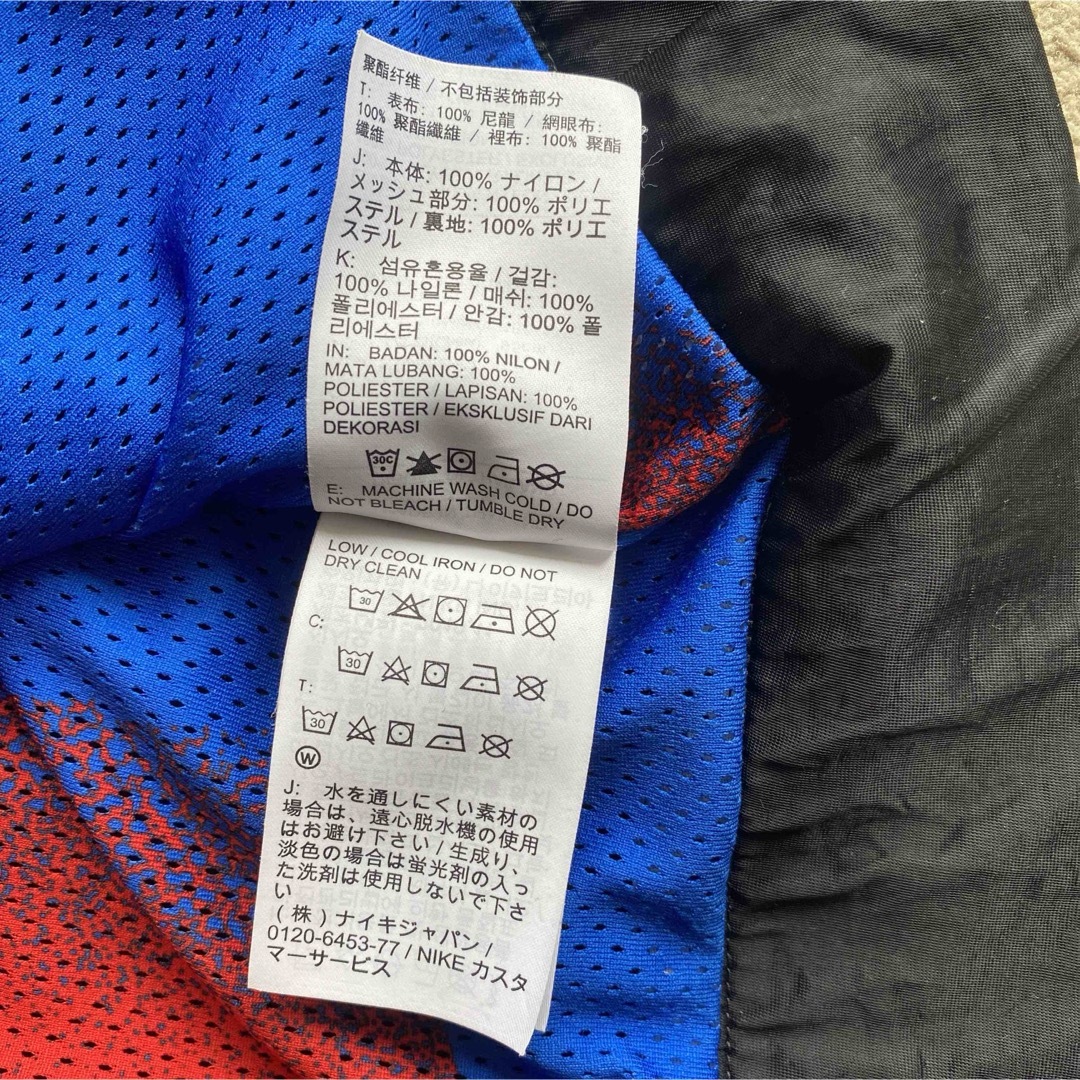 聚酯纤维 / 不包括装饰部分
T: 表布: 100% 尼龍 / 網眼布:
100% 聚酯纖維 / 裡布: 100% 聚酯
纖維
J: 本体: 100% ナイロン /
メッシュ部分: 100% ポリエ
ステル / 裏地: 100% ポリエ
ステル
K: 섬유혼용율 / 겉감:
100% 나일론 / 매쉬: 100%
폴리에스터 / 안감: 100% 폴
리에스터
IN: BADAN: 100% NILON /
MATA LUBANG: 100%
POLIESTER / LAPISAN: 100%
POLIESTER / EKSKLUSIF DARI
DEKORASI
30C
E: MACHINE WASH COLD / DO
NOT BLEACH / TUMBLE DRY
LOW / COOL IRON / DO NOT
DRY CLEAN
30
C:
30
T:
30
W
J: 水を通しにくい素材の
場合は、遠心脱水機の使用
はお避け下さい / 生成り、
淡色の場合は蛍光剤の入っ
た洗剤は使用しないで下さ
い
(株) ナイキジャパン /
0120-6453-77 / NIKE カスタ
マーサービス